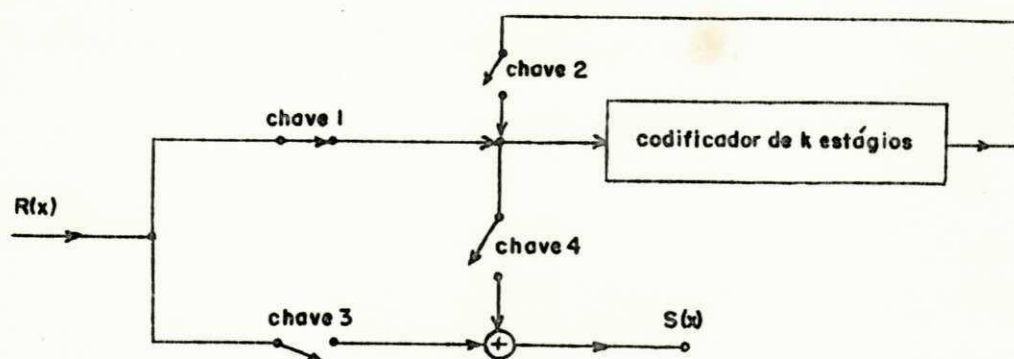 chave 2
chave 1
codificador de k estágios
R(x)
chave 4
chave 3
S(x)